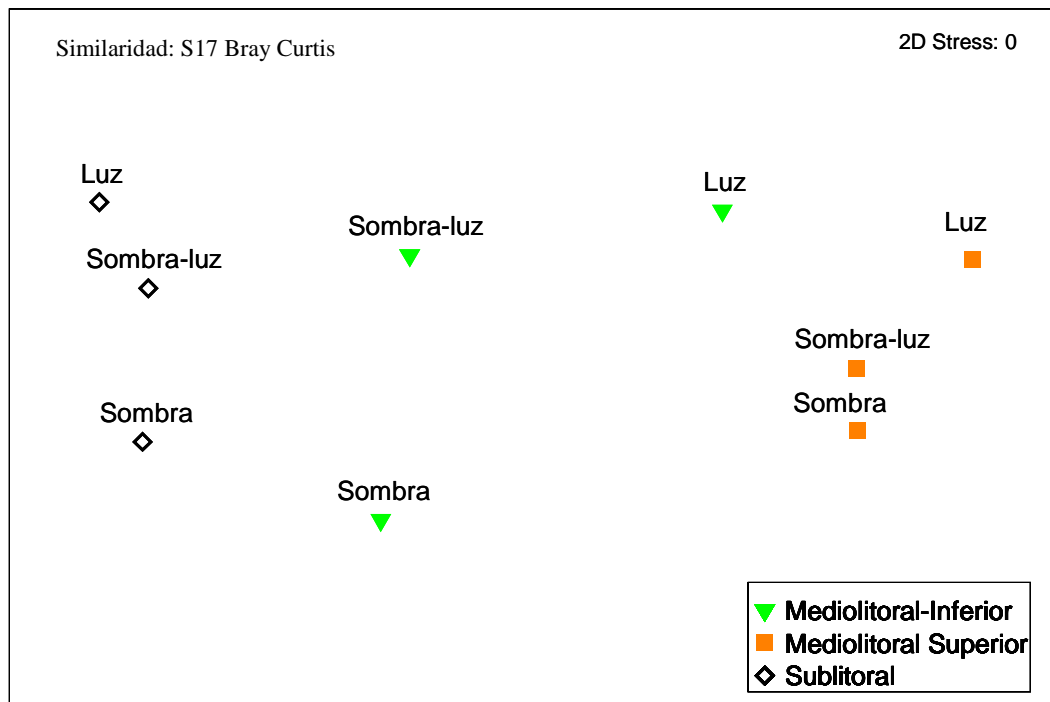 Similaridad: S17 Bray Curtis
2D Stress: 0
Luz
Luz
Sombra-luz
Luz
Sombra-luz
Sombra-luz
Sombra
Sombra
Sombra
Mediolitoral-Inferior
Mediolitoral Superior
Sublitoral